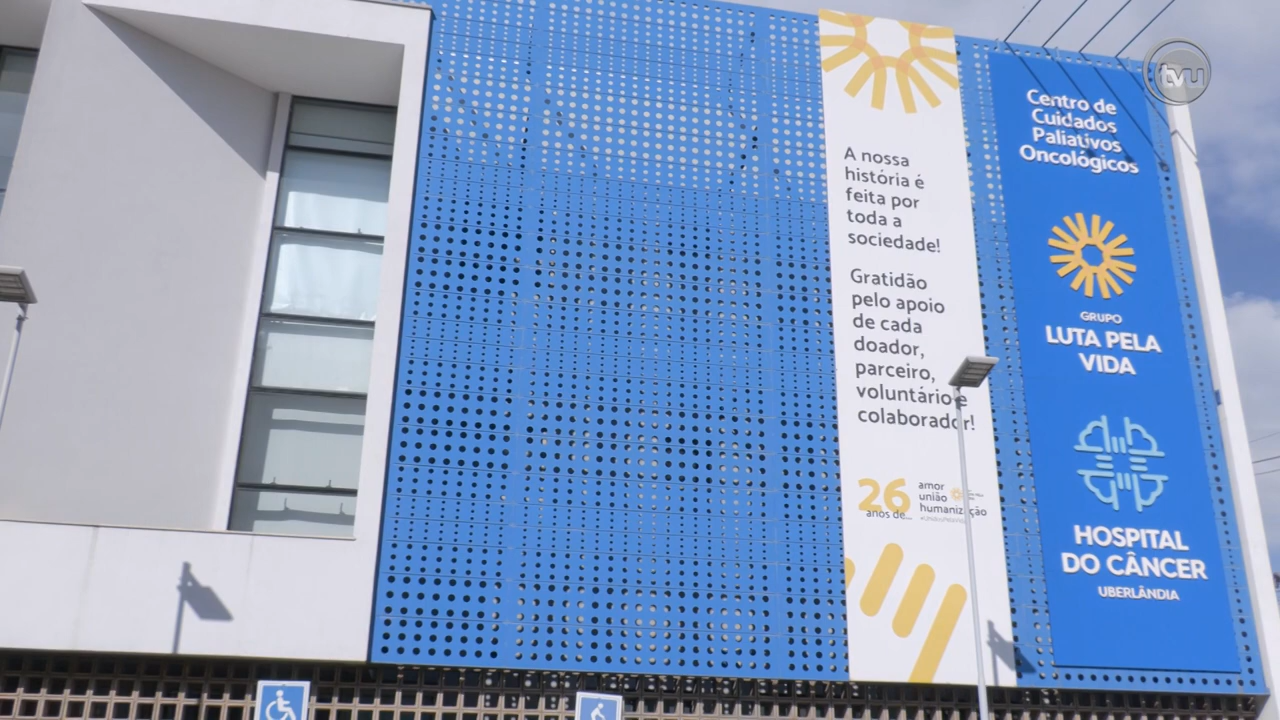 tvu
Centro de
Cuidados
Paliativos
Oncológicos
GRUPO
LUTA PELA
VIDA
HOSPITAL
DO CÂNCER
UBERLÂNDIA
A nossa
história é
feita por
toda a
sociedade!
Gratidão
pelo apoio
de cada
doador,
parceiro,
voluntário e
colaborador!
26
anos de...
amor
união
humanização